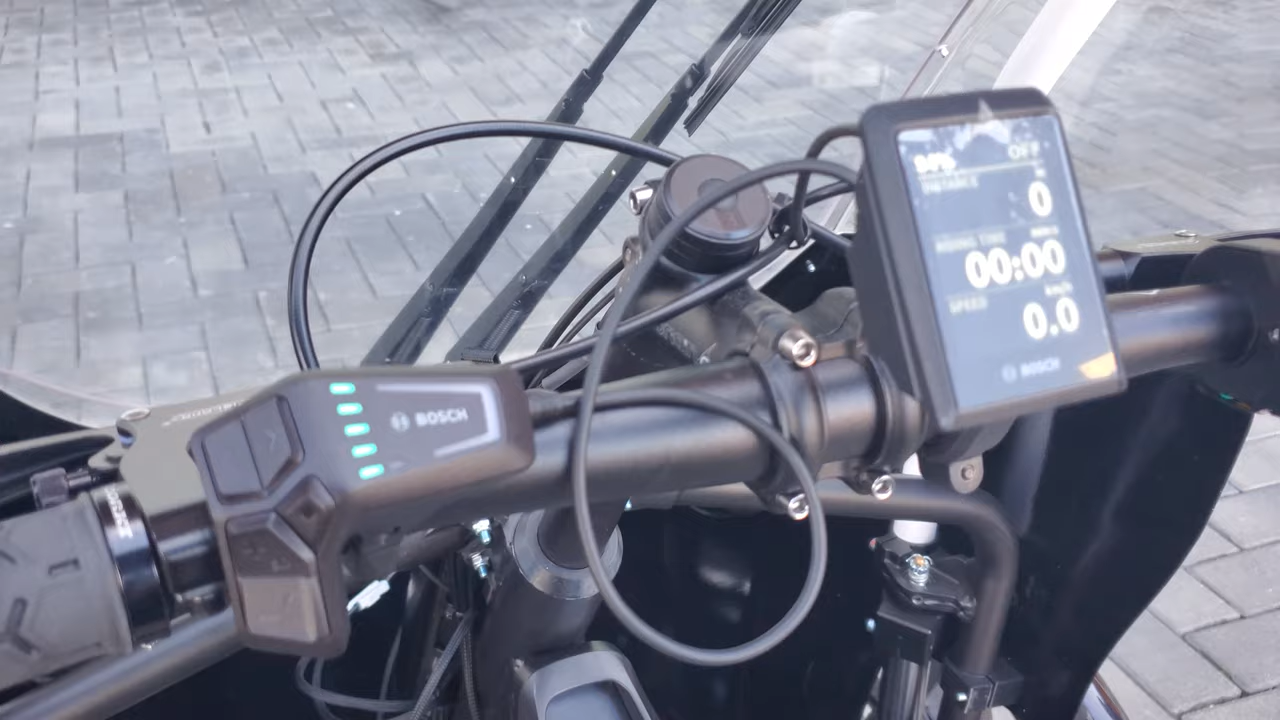 BOSCH
OFF
DISTANCE
0
RIDING TIME
00:00
SPEED
km/h
0.0
BOSCH